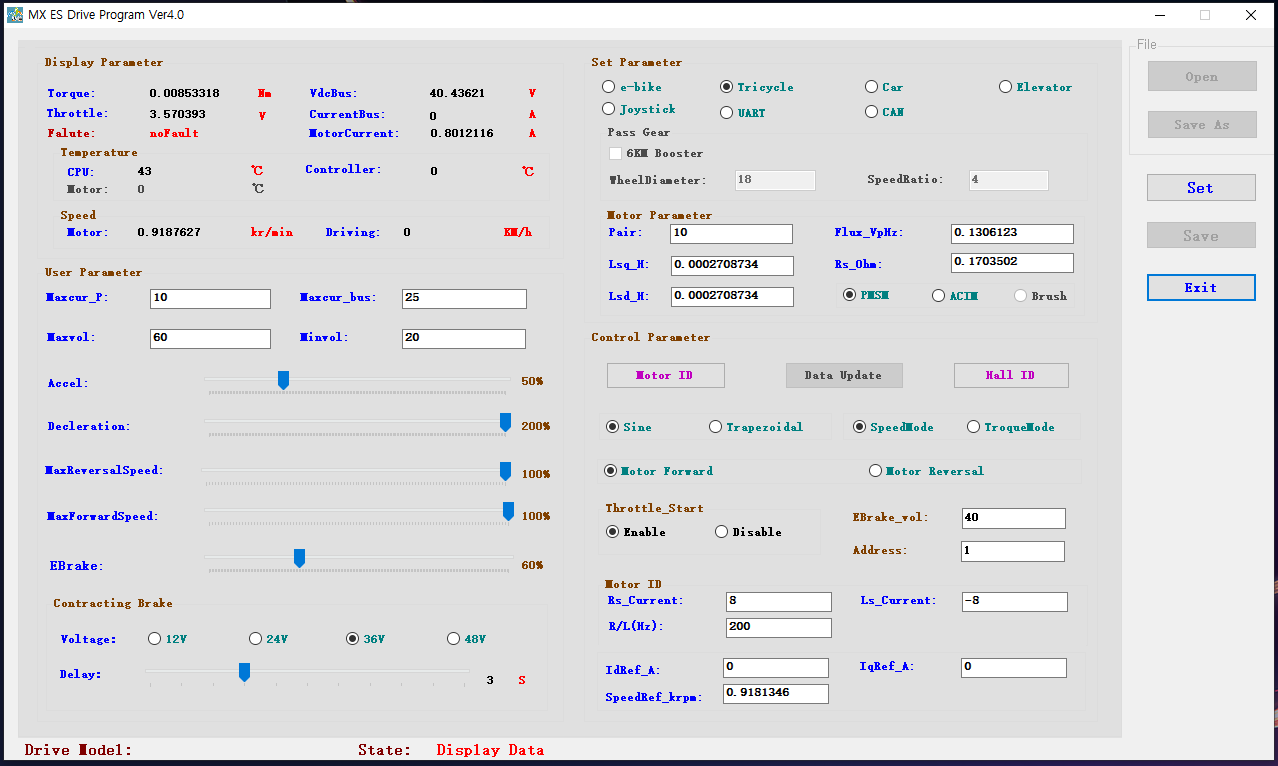 MX ES Drive Program Ver4.0
Display Parameter
Torque: 0.00853318 Nm VdcBus: 40.43621 V
Throttle: 3.570393 V CurrentBus: 0 A
Falute: noFault MotorCurrent: 0.8012116 A
Temperature
CPU: 43 ℃ Controller: 0 ℃
Motor: 0 ℃
Speed
Motor: 0.9187627 kr/min Driving: 0 KM/h
User Parameter
Maxcur_P: 10 Maxcur_bus: 25
Maxvol: 60 Minvol: 20
Accel: 50%
Decleration: 200%
MaxReversalSpeed: 100%
MaxForwardSpeed: 100%
EBrake: 60%
Contracting Brake
Voltage: 12V 24V 36V 48V
Delay: 3 S
Set Parameter
e-bike Tricycle Car Elevator
Joystick UART CAN
Pass Gear
6KM Booster
WheelDiameter: 18 SpeedRatio: 4
Motor Parameter
Pair: 10 Flux_VpHz: 0.1306123
Lsq_H: 0.0002708734 Rs_Ohm: 0.1703502
Lsd_H: 0.0002708734 PMSM ACIM Brush
Control Parameter
Motor ID Data Update Hall ID
Sine Trapezoidal SpeedMode TroqueMode
Motor Forward Motor Reversal
Throttle_Start
Enable Disable EBrake_vol: 40
Address: 1
Motor ID
Rs_Current: 8 Ls_Current: -8
R/L(Hz): 200
IdRef_A: 0 IqRef_A: 0
SpeedRef_krpm: 0.9181346
File
Open
Save As
Set
Save
Exit
Drive Model: State: Display Data